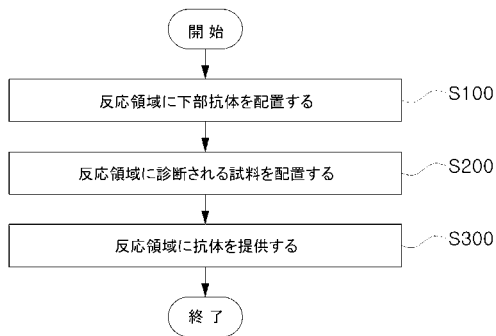 開始
反応領域に下部抗体を配置する
S100
反応領域に診断される試料を配置する
S200
反応領域に抗体を提供する
S300
終了